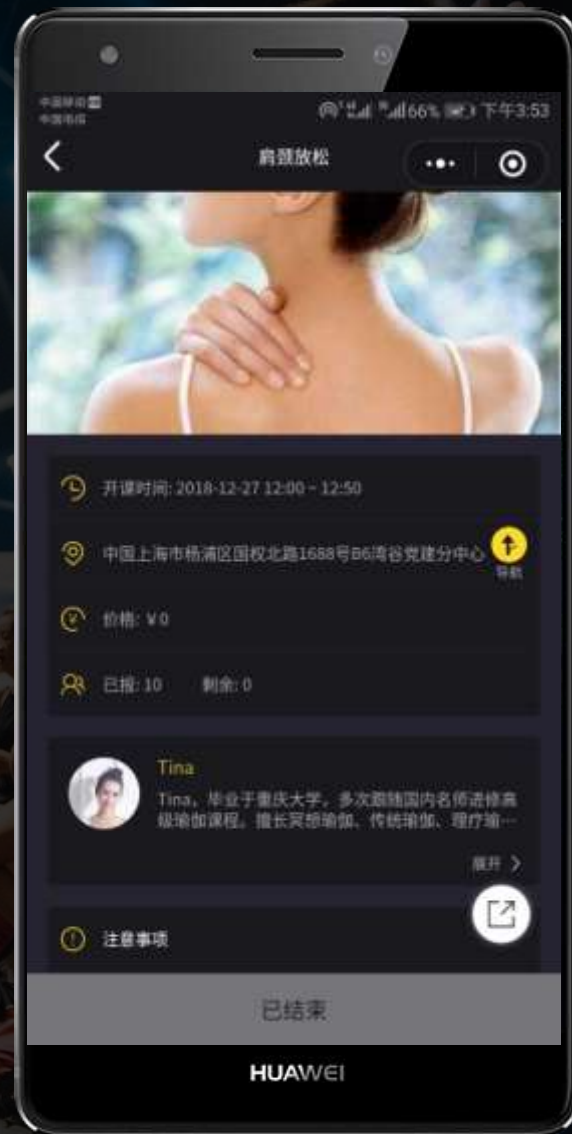 中国移动HD
中国电信
66% 下午3:53
肩颈放松
开课时间: 2018-12-27 12:00 ~ 12:50
中国上海市杨浦区国权北路1688号B6湾谷党建分中心
导航
价格: ￥0
已报: 10 剩余: 0
Tina
Tina，毕业于重庆大学，多次跟随国内名师进修高
级瑜伽课程。擅长冥想瑜伽、传统瑜伽、理疗瑜…
展开
注意事项
已结束
HUAWEI